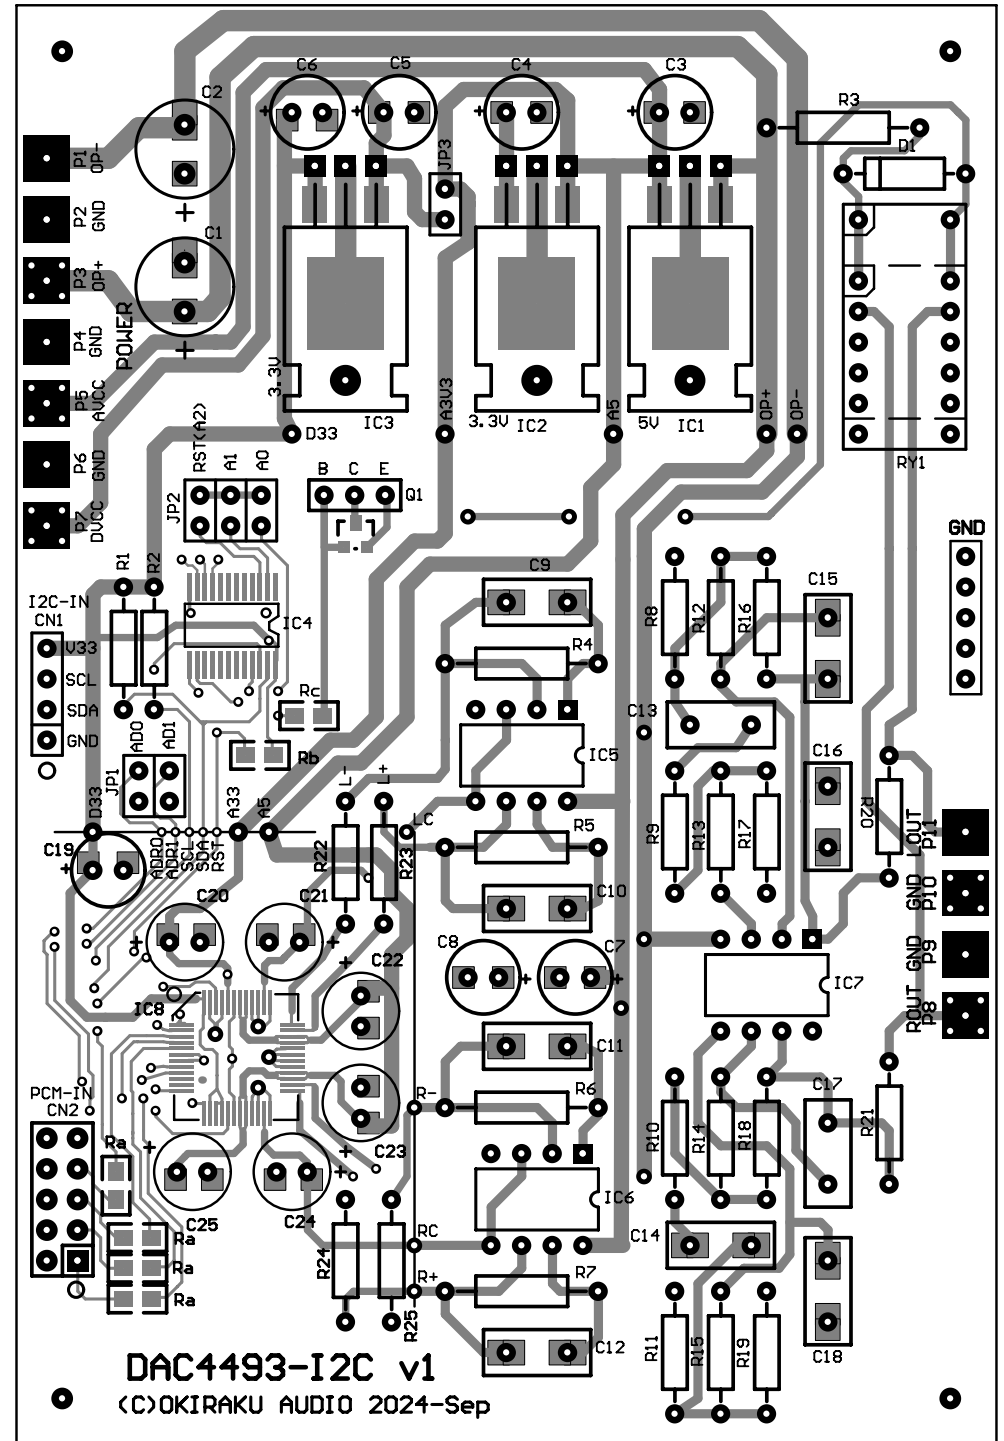 C2
C6
C5
C4
C3
R3
P1
OP-
JP3
D1
P2
GND
C1
P3
OP+
POWER
P4
GND
3.3V
P5
AVCC
IC3
A3V3
3.3V
IC2
A5
5V
IC1
OP+
OP-
D33
P6
GND
RST(A2)
A1
A0
RY1
B
C
E
Q1
JP2
P7
DVCC
GND
R1
R2
C9
C15
I2C-IN
CN1
IC4
R8
R12
R16
V33
R4
SCL
Rc
SDA
C13
GND
AD0
AD1
Rb
IC5
C16
JP1
L-
L+
D33
A33
A5
LC
R20
LOUT
P11
C19
ADR0
ADR1
SCL
SDA
RST
R22
R23
R5
R9
R13
R17
C20
C21
C10
GND
P10
C8
C7
C22
GND
P9
IC8
IC7
ROUT
P8
C11
PCM-IN
CN2
R-
R6
C17
Ra
C23
R10
R14
R18
R21
C25
C24
IC6
RC
Ra
R24
C14
Ra
R+
R7
Ra
R25
C12
R11
R15
R19
C18
DAC4493-I2C v1
(C)OKIRAKU AUDIO 2024-Sep